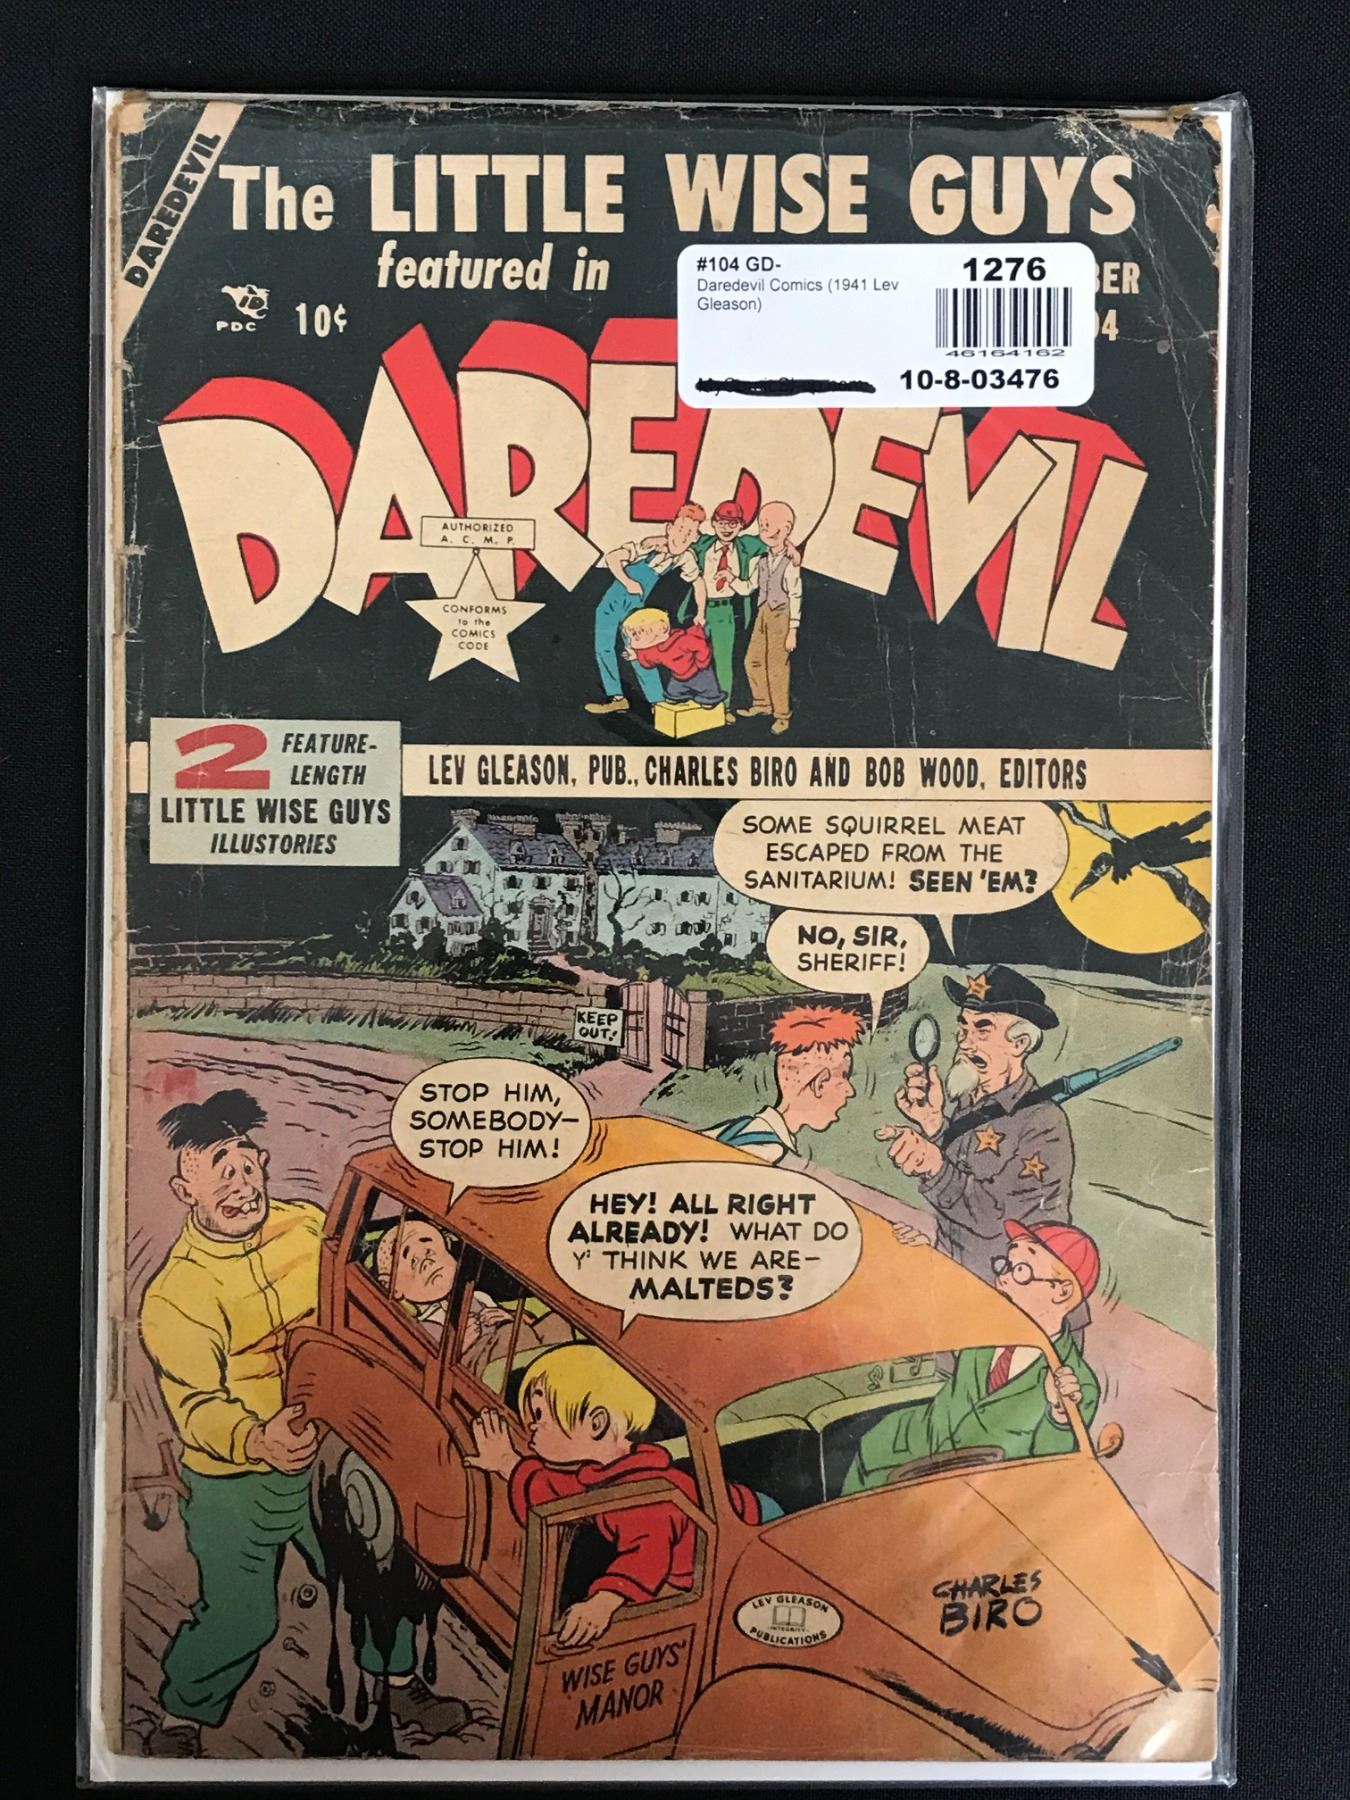 DAREDEVIL
The LITTLE WISE GUYS
featured in
PDC
10¢
#104 GD-
Daredevil Comics (1941 Lev
Gleason)
1276
46164162
10-8-03476
BER
04
DAREDEVIL
AUTHORIZED
A. C. M. P.
CONFORMS
to the
COMICS
CODE
2 FEATURE-
LENGTH
LITTLE WISE GUYS
ILLUSTORIES
LEV GLEASON, PUB., CHARLES BIRO AND BOB WOOD, EDITORS
SOME SQUIRREL MEAT
ESCAPED FROM THE
SANITARIUM! SEEN 'EM?
NO, SIR,
SHERIFF!
KEEP
OUT!
STOP HIM,
SOMEBODY—
STOP HIM!
HEY! ALL RIGHT
ALREADY! WHAT DO
Y' THINK WE ARE—
MALTEDS?
LEV GLEASON
INTEGRITY
PUBLICATIONS
CHARLES
BIRO
WISE GUYS'
MANOR